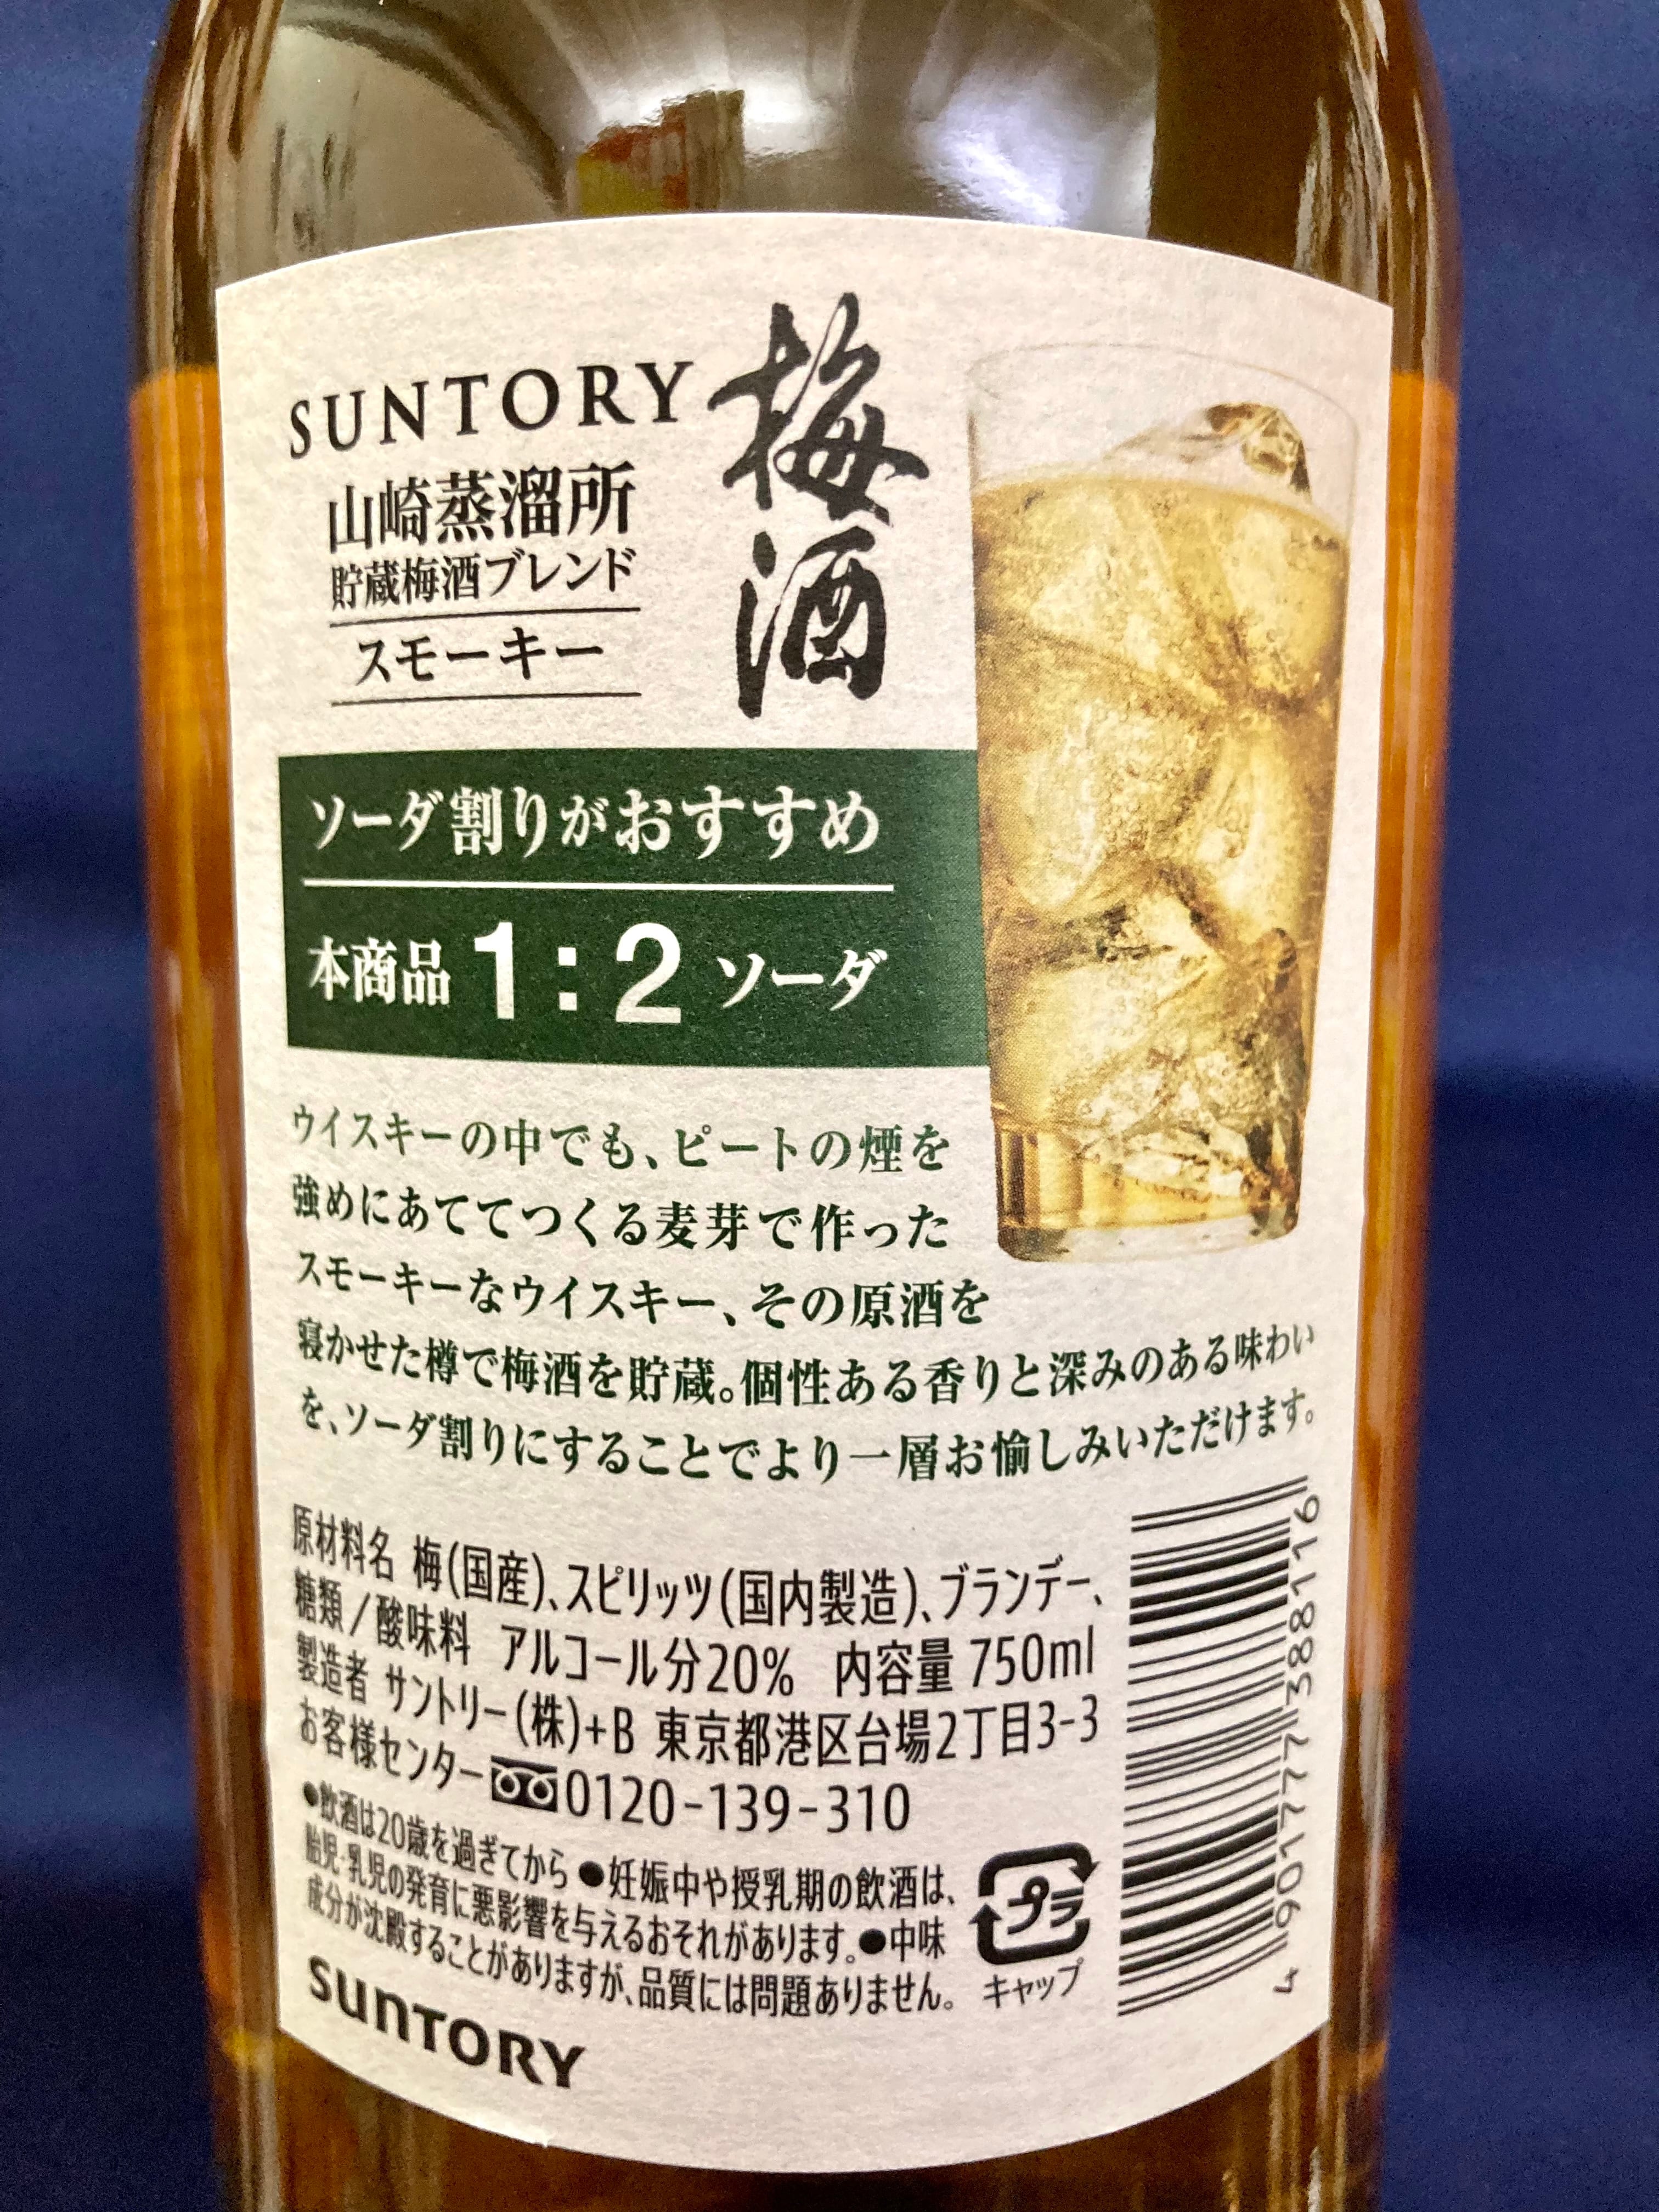 SUNTORY
梅酒
山崎蒸溜所
貯蔵梅酒ブレンド
スモーキー
ソーダ割りがおすすめ
本商品 1:2 ソーダ
ウイスキーの中でも、ピートの煙を
強めにあててつくる麦芽で作った
スモーキーなウイスキー、その原酒を
寝かせた樽で梅酒を貯蔵。個性ある香りと深みのある味わい
を、ソーダ割りにすることでより一層お愉しみいただけます。
原材料名 梅(国産)、スピリッツ(国内製造)、ブランデー、
糖類/酸味料 アルコール分20% 内容量 750ml
製造者 サントリー(株)+B 東京都港区台場2丁目3-3
お客様センター 0120-139-310
●飲酒は20歳を過ぎてから ●妊娠中や授乳期の飲酒は、
胎児・乳児の発育に悪影響を与えるおそれがあります。●中味
成分が沈殿することがありますが、品質には問題ありません。
プラ
キャップ
4 901777 388116
SUNTORY